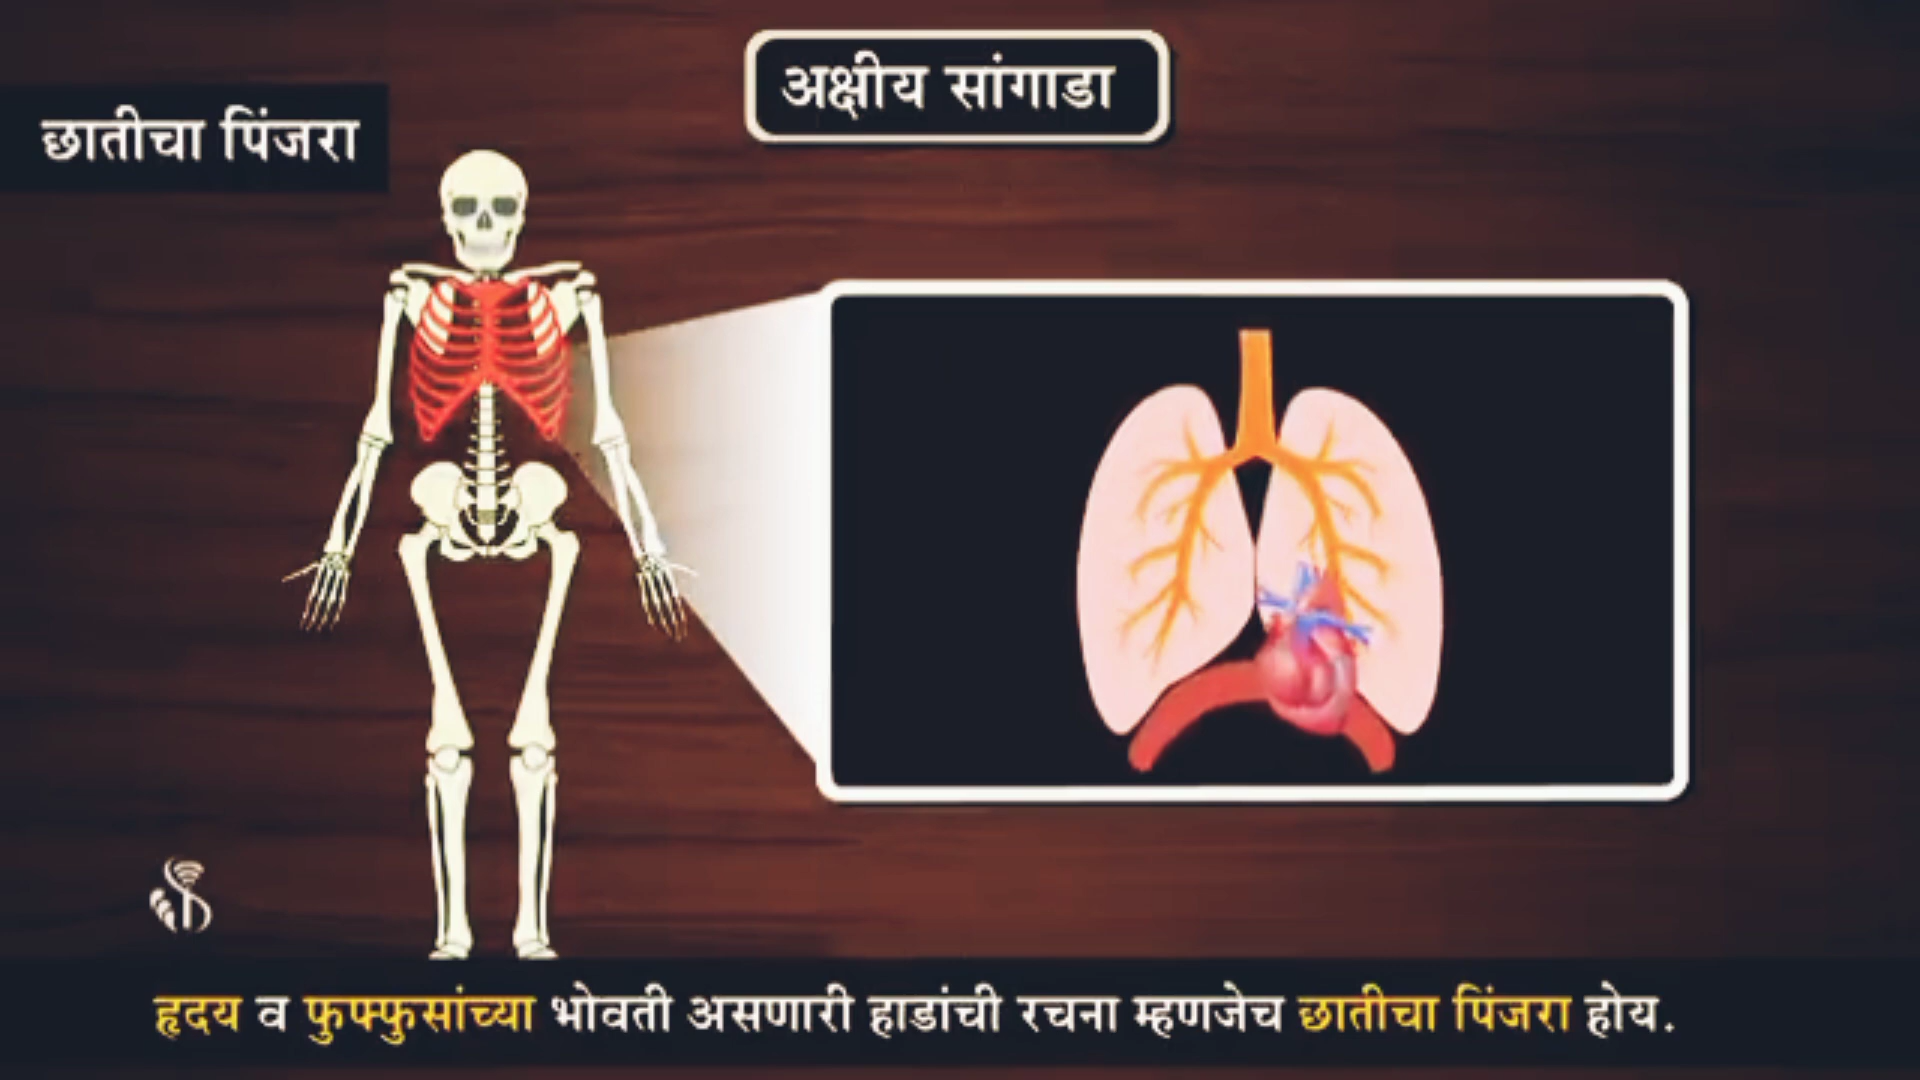 अक्षीय सांगाडा
छातीचा पिंजरा
हृदय व फुफ्फुसांच्या भोवती असणारी हाडांची रचना म्हणजेच छातीचा पिंजरा होय.